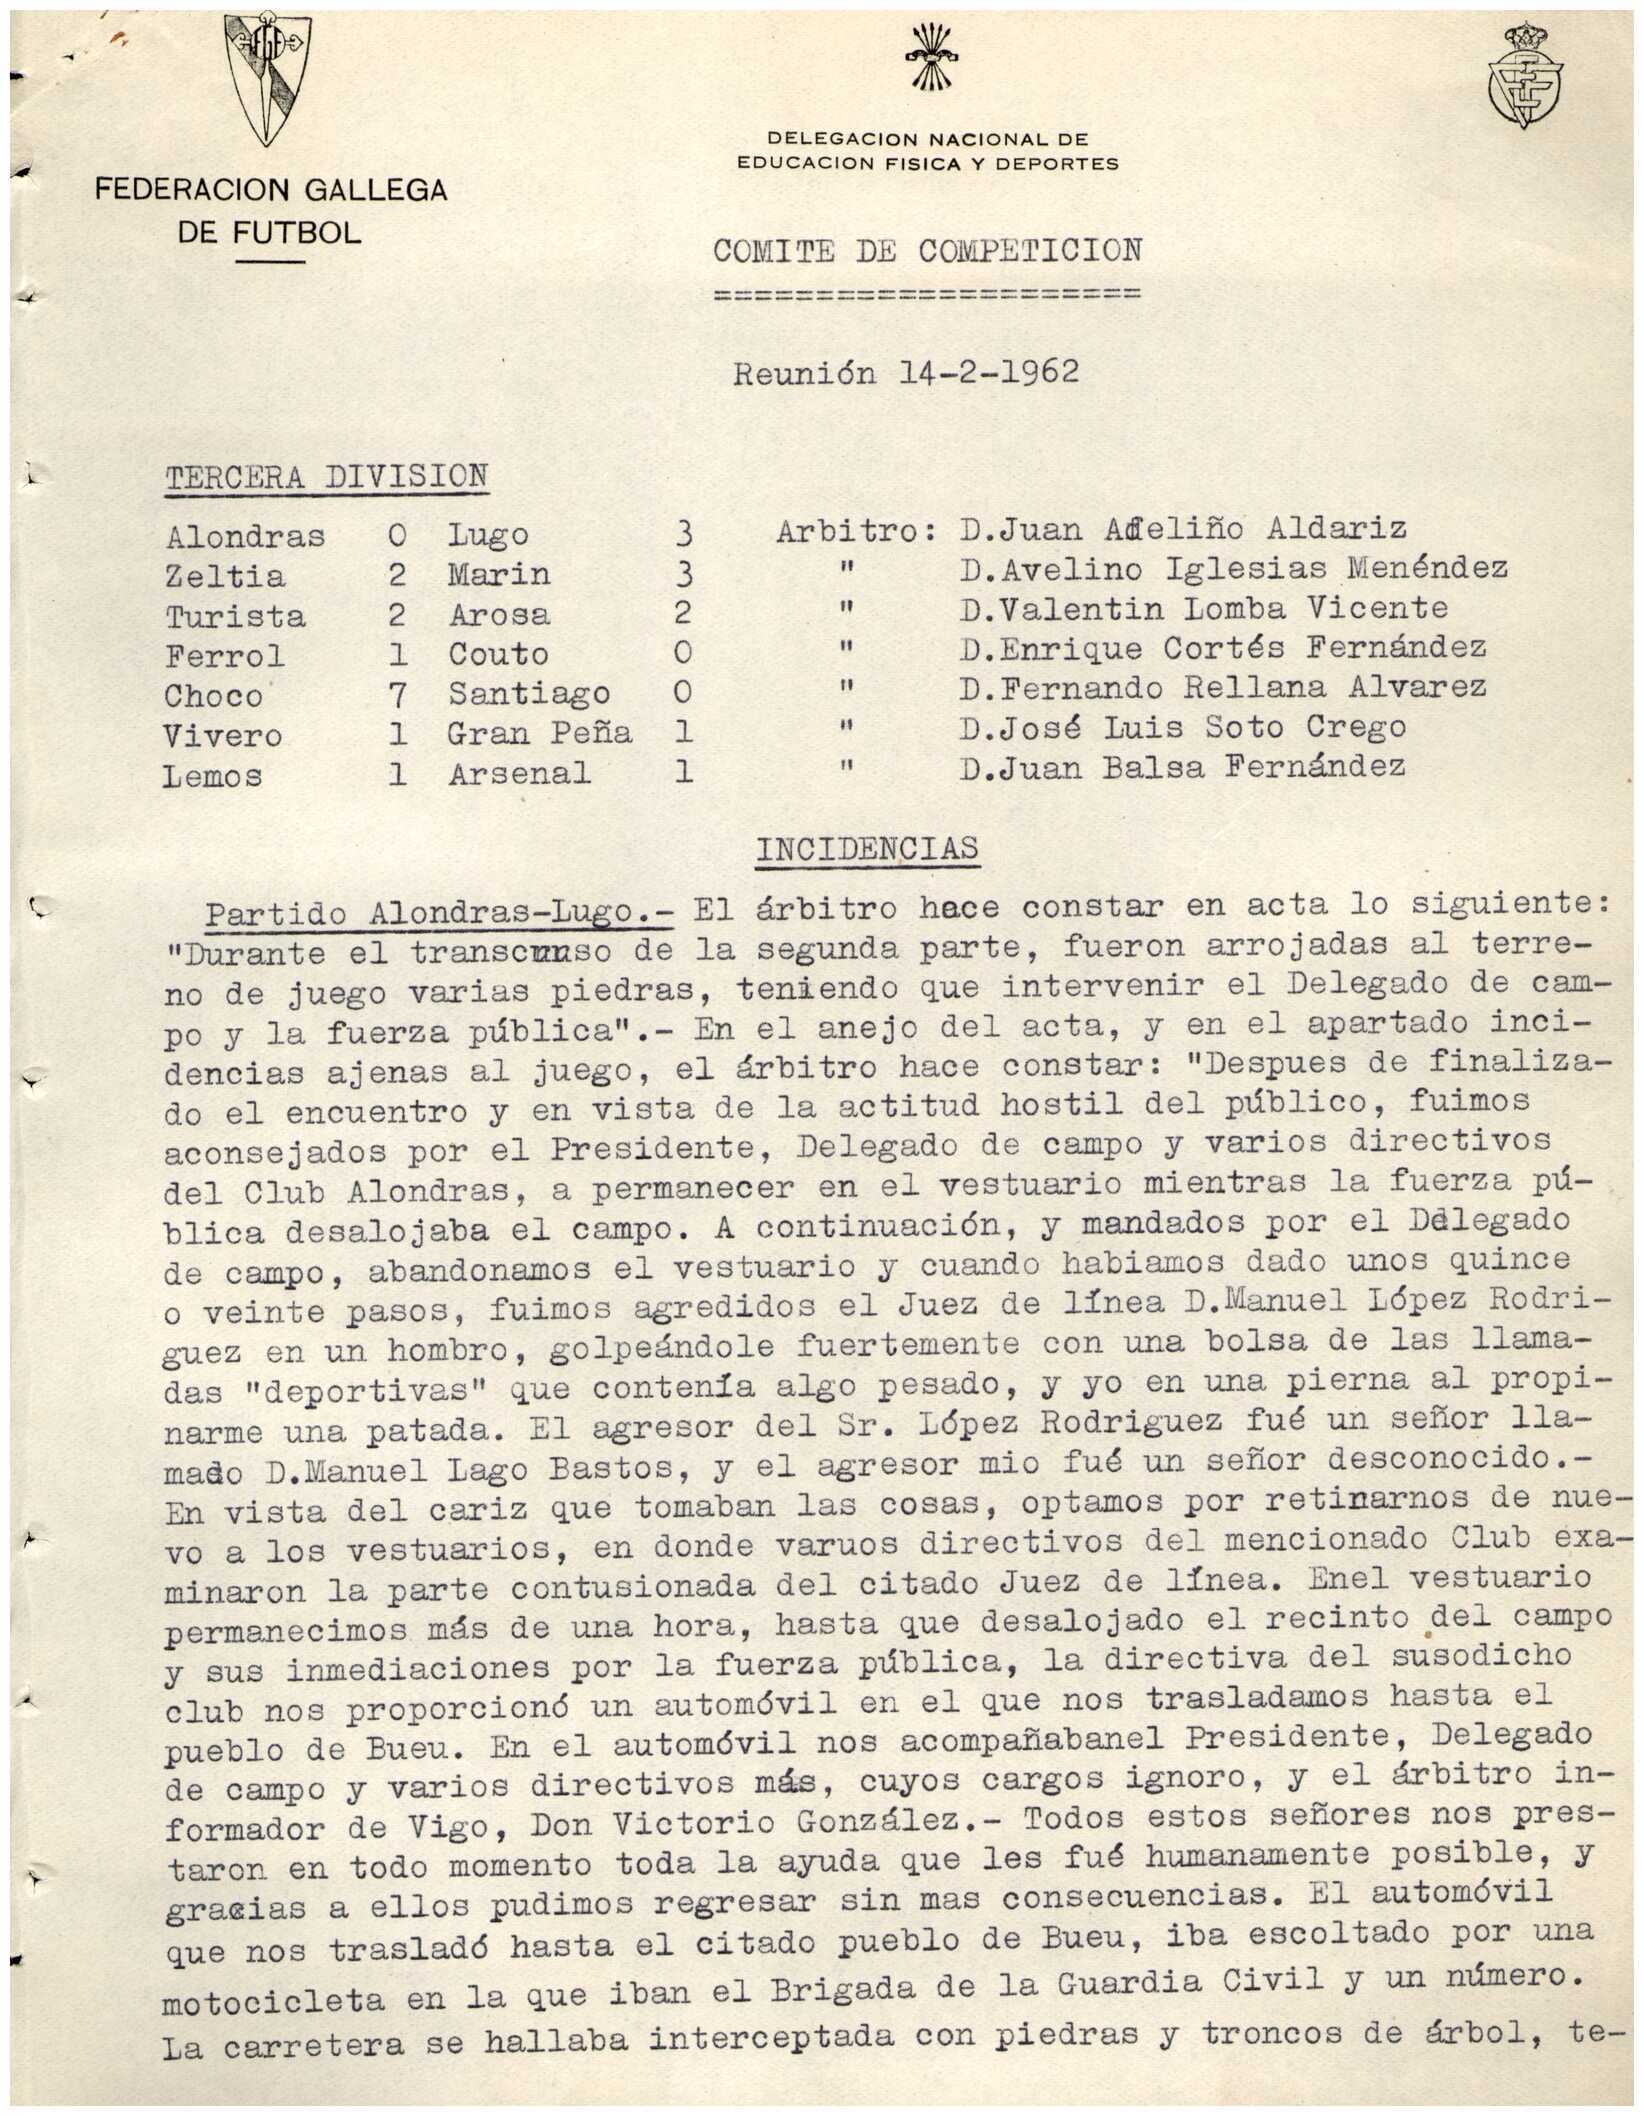 FEDERACION GALLEGA
DE FUTBOL
DELEGACION NACIONAL DE
EDUCACION FISICA Y DEPORTES
COMITE DE COMPETICION
=====================
Reunión 14-2-1962
TERCERA DIVISION
Alondras 0 Lugo 3 Arbitro: D.Juan Adeliño Aldariz
Zeltia 2 Marin 3 " D.Avelino Iglesias Menéndez
Turista 2 Arosa 2 " D.Valentin Lomba Vicente
Ferrol 1 Couto 0 " D.Enrique Cortés Fernández
Choco 7 Santiago 0 " D.Fernando Rellana Alvarez
Vivero 1 Gran Peña 1 " D.José Luis Soto Crego
Lemos 1 Arsenal 1 " D.Juan Balsa Fernández
INCIDENCIAS
Partido Alondras-Lugo.- El árbitro hace constar en acta lo siguiente:
"Durante el transcurso de la segunda parte, fueron arrojadas al terre-
no de juego varias piedras, teniendo que intervenir el Delegado de cam-
po y la fuerza pública".- En el anejo del acta, y en el apartado inci-
dencias ajenas al juego, el árbitro hace constar: "Despues de finaliza-
do el encuentro y en vista de la actitud hostil del público, fuimos
aconsejados por el Presidente, Delegado de campo y varios directivos
del Club Alondras, a permanecer en el vestuario mientras la fuerza pú-
blica desalojaba el campo. A continuación, y mandados por el Delegado
de campo, abandonamos el vestuario y cuando habiamos dado unos quince
o veinte pasos, fuimos agredidos el Juez de línea D.Manuel López Rodri-
guez en un hombro, golpeándole fuertemente con una bolsa de las llama-
das "deportivas" que contenía algo pesado, y yo en una pierna al propi-
narme una patada. El agresor del Sr. López Rodriguez fué un señor lla-
mado D.Manuel Lago Bastos, y el agresor mio fué un señor desconocido.-
En vista del cariz que tomaban las cosas, optamos por retirarnos de nue-
vo a los vestuarios, en donde varuos directivos del mencionado Club exa-
minaron la parte contusionada del citado Juez de línea. Enel vestuario
permanecimos más de una hora, hasta que desalojado el recinto del campo
y sus inmediaciones por la fuerza pública, la directiva del susodicho
club nos proporcionó un automóvil en el que nos trasladamos hasta el
pueblo de Bueu. En el automóvil nos acompañabanel Presidente, Delegado
de campo y varios directivos más, cuyos cargos ignoro, y el árbitro in-
formador de Vigo, Don Victorio González.- Todos estos señores nos pres-
taron en todo momento toda la ayuda que les fué humanamente posible, y
gracias a ellos pudimos regresar sin mas consecuencias. El automóvil
que nos trasladó hasta el citado pueblo de Bueu, iba escoltado por una
motocicleta en la que iban el Brigada de la Guardia Civil y un número.
La carretera se hallaba interceptada con piedras y troncos de árbol, te-